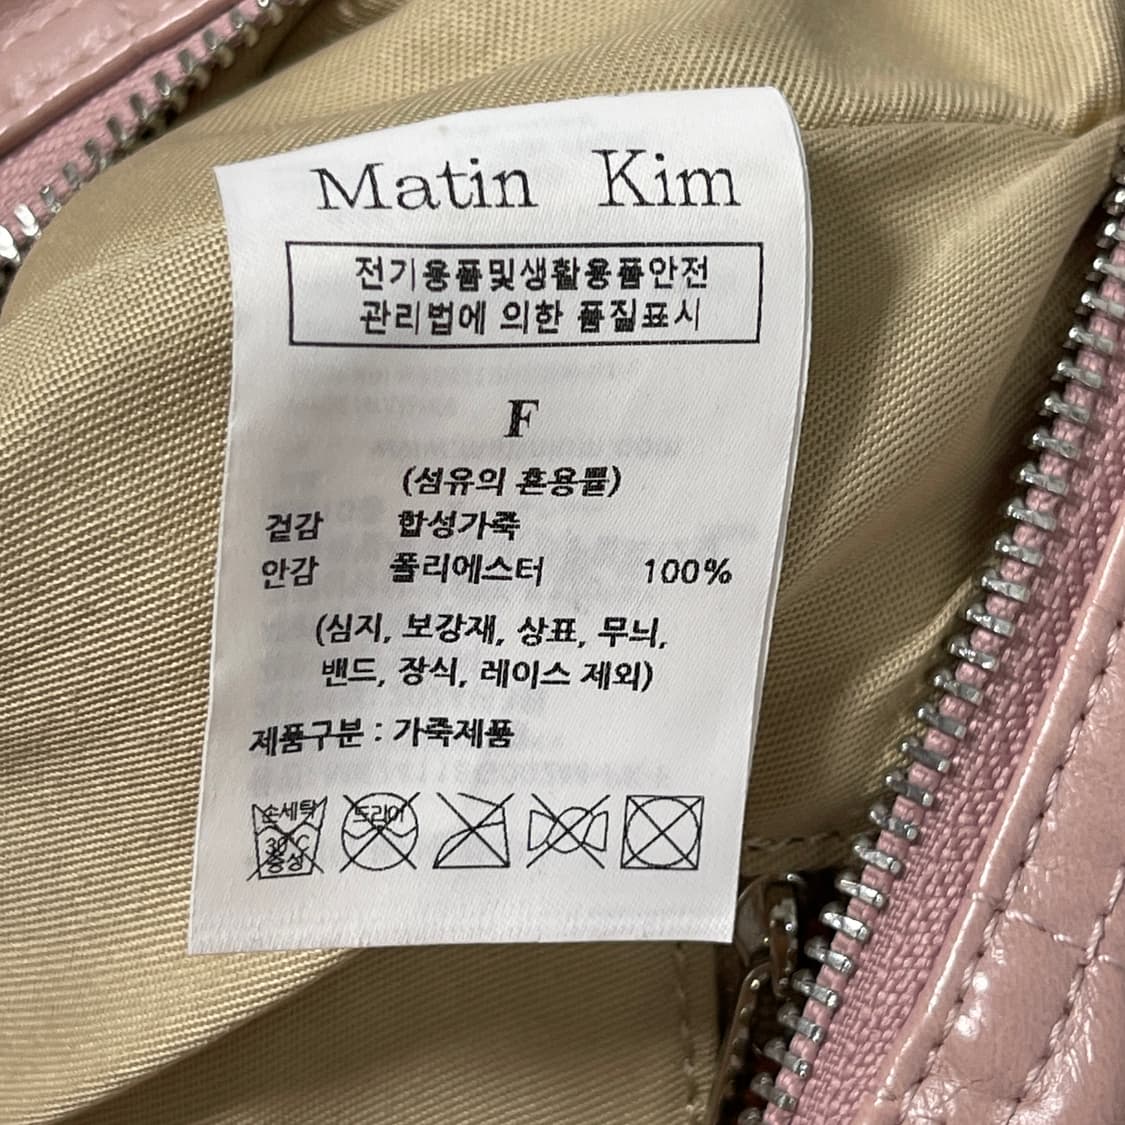 Matin Kim
전기용품및생활용품안전
관리법에 의한 품질표시
F
(섬유의 혼용률)
겉감 합성가죽
안감 폴리에스터 100%
(심지, 보강재, 상표, 무늬,
밴드, 장식, 레이스 제외)
제품구분 : 가죽제품
손세탁 드라이
30℃
중성